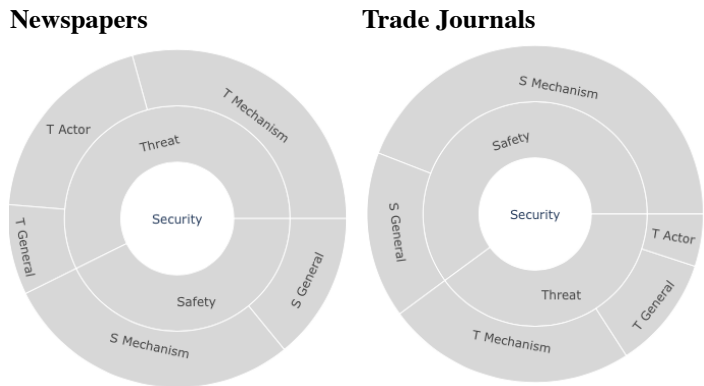 Newspapers
T Mechanism
T Actor
Threat
T General
Security
Safety
S General
S Mechanism
Trade Journals
S Mechanism
Safety
S General
Security
T Actor
Threat
T General
T Mechanism